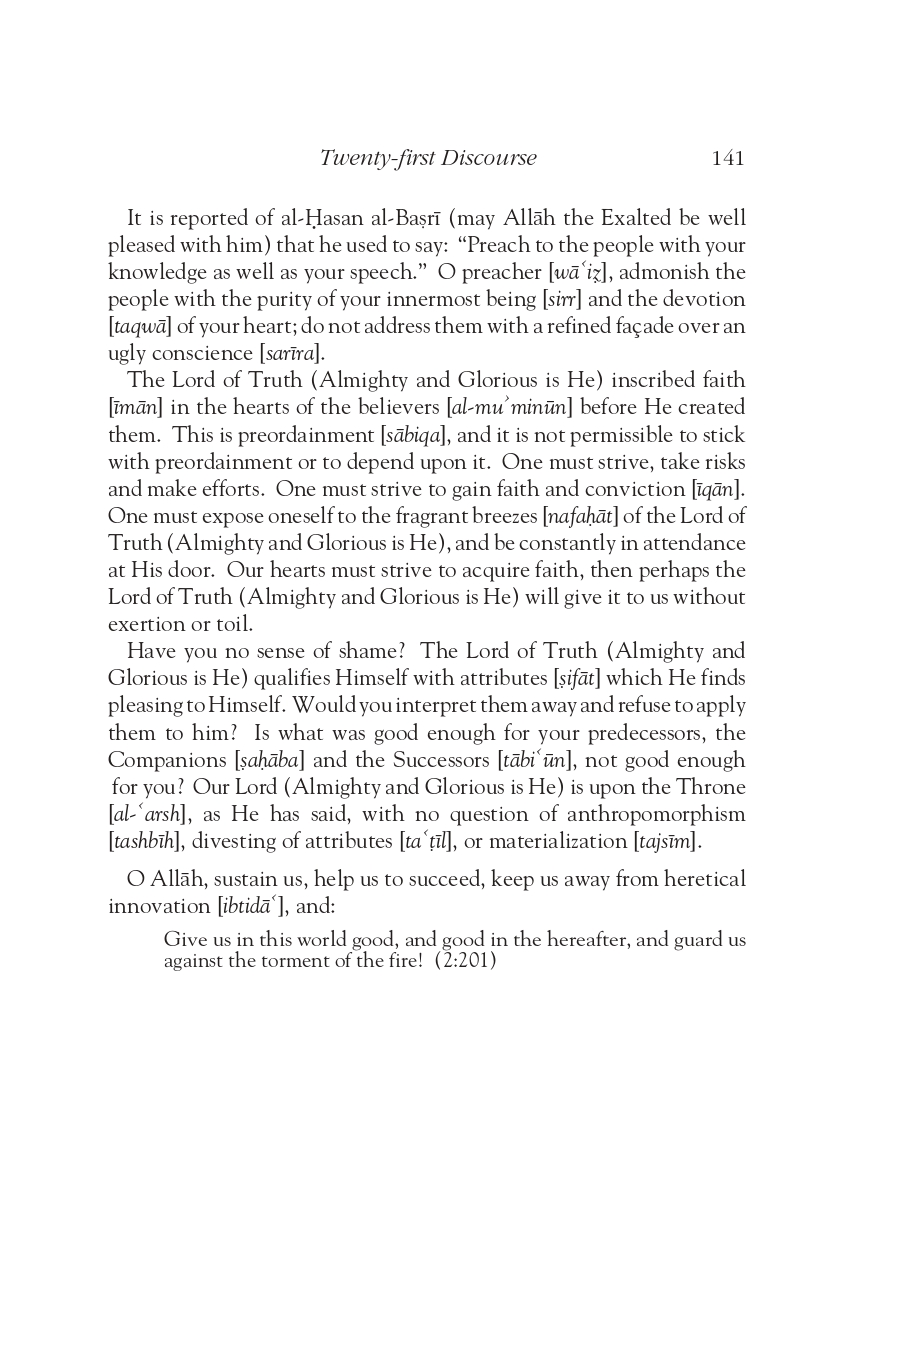 Twenty-first Discourse 141
It is reported of al-Ḥasan al-Baṣrī (may Allāh the Exalted be well
pleased with him) that he used to say: “Preach to the people with your
knowledge as well as your speech.” O preacher [wāʿiẓ], admonish the
people with the purity of your innermost being [sirr] and the devotion
[taqwā] of your heart; do not address them with a refined façade over an
ugly conscience [sarīra].
The Lord of Truth (Almighty and Glorious is He) inscribed faith
[īmān] in the hearts of the believers [al-muʾminūn] before He created
them. This is preordainment [sābiqa], and it is not permissible to stick
with preordainment or to depend upon it. One must strive, take risks
and make efforts. One must strive to gain faith and conviction [īqān].
One must expose oneself to the fragrant breezes [nafaḥāt] of the Lord of
Truth (Almighty and Glorious is He), and be constantly in attendance
at His door. Our hearts must strive to acquire faith, then perhaps the
Lord of Truth (Almighty and Glorious is He) will give it to us without
exertion or toil.
Have you no sense of shame? The Lord of Truth (Almighty and
Glorious is He) qualifies Himself with attributes [ṣifāt] which He finds
pleasing to Himself. Would you interpret them away and refuse to apply
them to him? Is what was good enough for your predecessors, the
Companions [ṣaḥāba] and the Successors [tābiʿūn], not good enough
for you? Our Lord (Almighty and Glorious is He) is upon the Throne
[al-ʿarsh], as He has said, with no question of anthropomorphism
[tashbīh], divesting of attributes [taʿṭīl], or materialization [tajsīm].
O Allāh, sustain us, help us to succeed, keep us away from heretical
innovation [ibtidāʿ], and:
Give us in this world good, and good in the hereafter, and guard us
against the torment of the fire! (2:201)